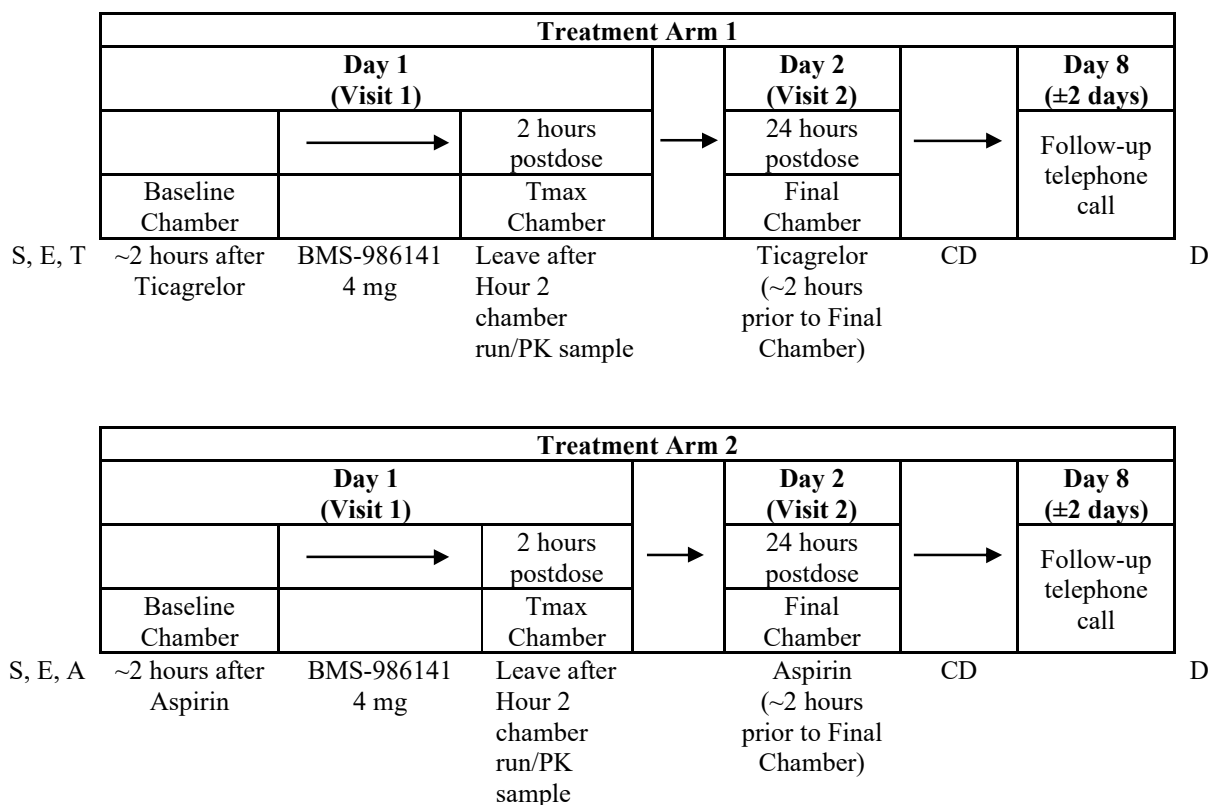 Treatment Arm 1
Day 1
(Visit 1)
Day 2
(Visit 2)
Day 8
(±2 days)
2 hours
postdose
24 hours
postdose
Follow-up
telephone
call
Baseline
Chamber
Tmax
Chamber
Final
Chamber
S, E, T
~2 hours after
Ticagrelor
BMS-986141
4 mg
Leave after
Hour 2
chamber
run/PK sample
Ticagrelor
(~2 hours
prior to Final
Chamber)
CD
D
Treatment Arm 2
Day 1
(Visit 1)
Day 2
(Visit 2)
Day 8
(±2 days)
2 hours
postdose
24 hours
postdose
Follow-up
telephone
call
Baseline
Chamber
Tmax
Chamber
Final
Chamber
S, E, A
~2 hours after
Aspirin
BMS-986141
4 mg
Leave after
Hour 2
chamber
run/PK
sample
Aspirin
(~2 hours
prior to Final
Chamber)
CD
D